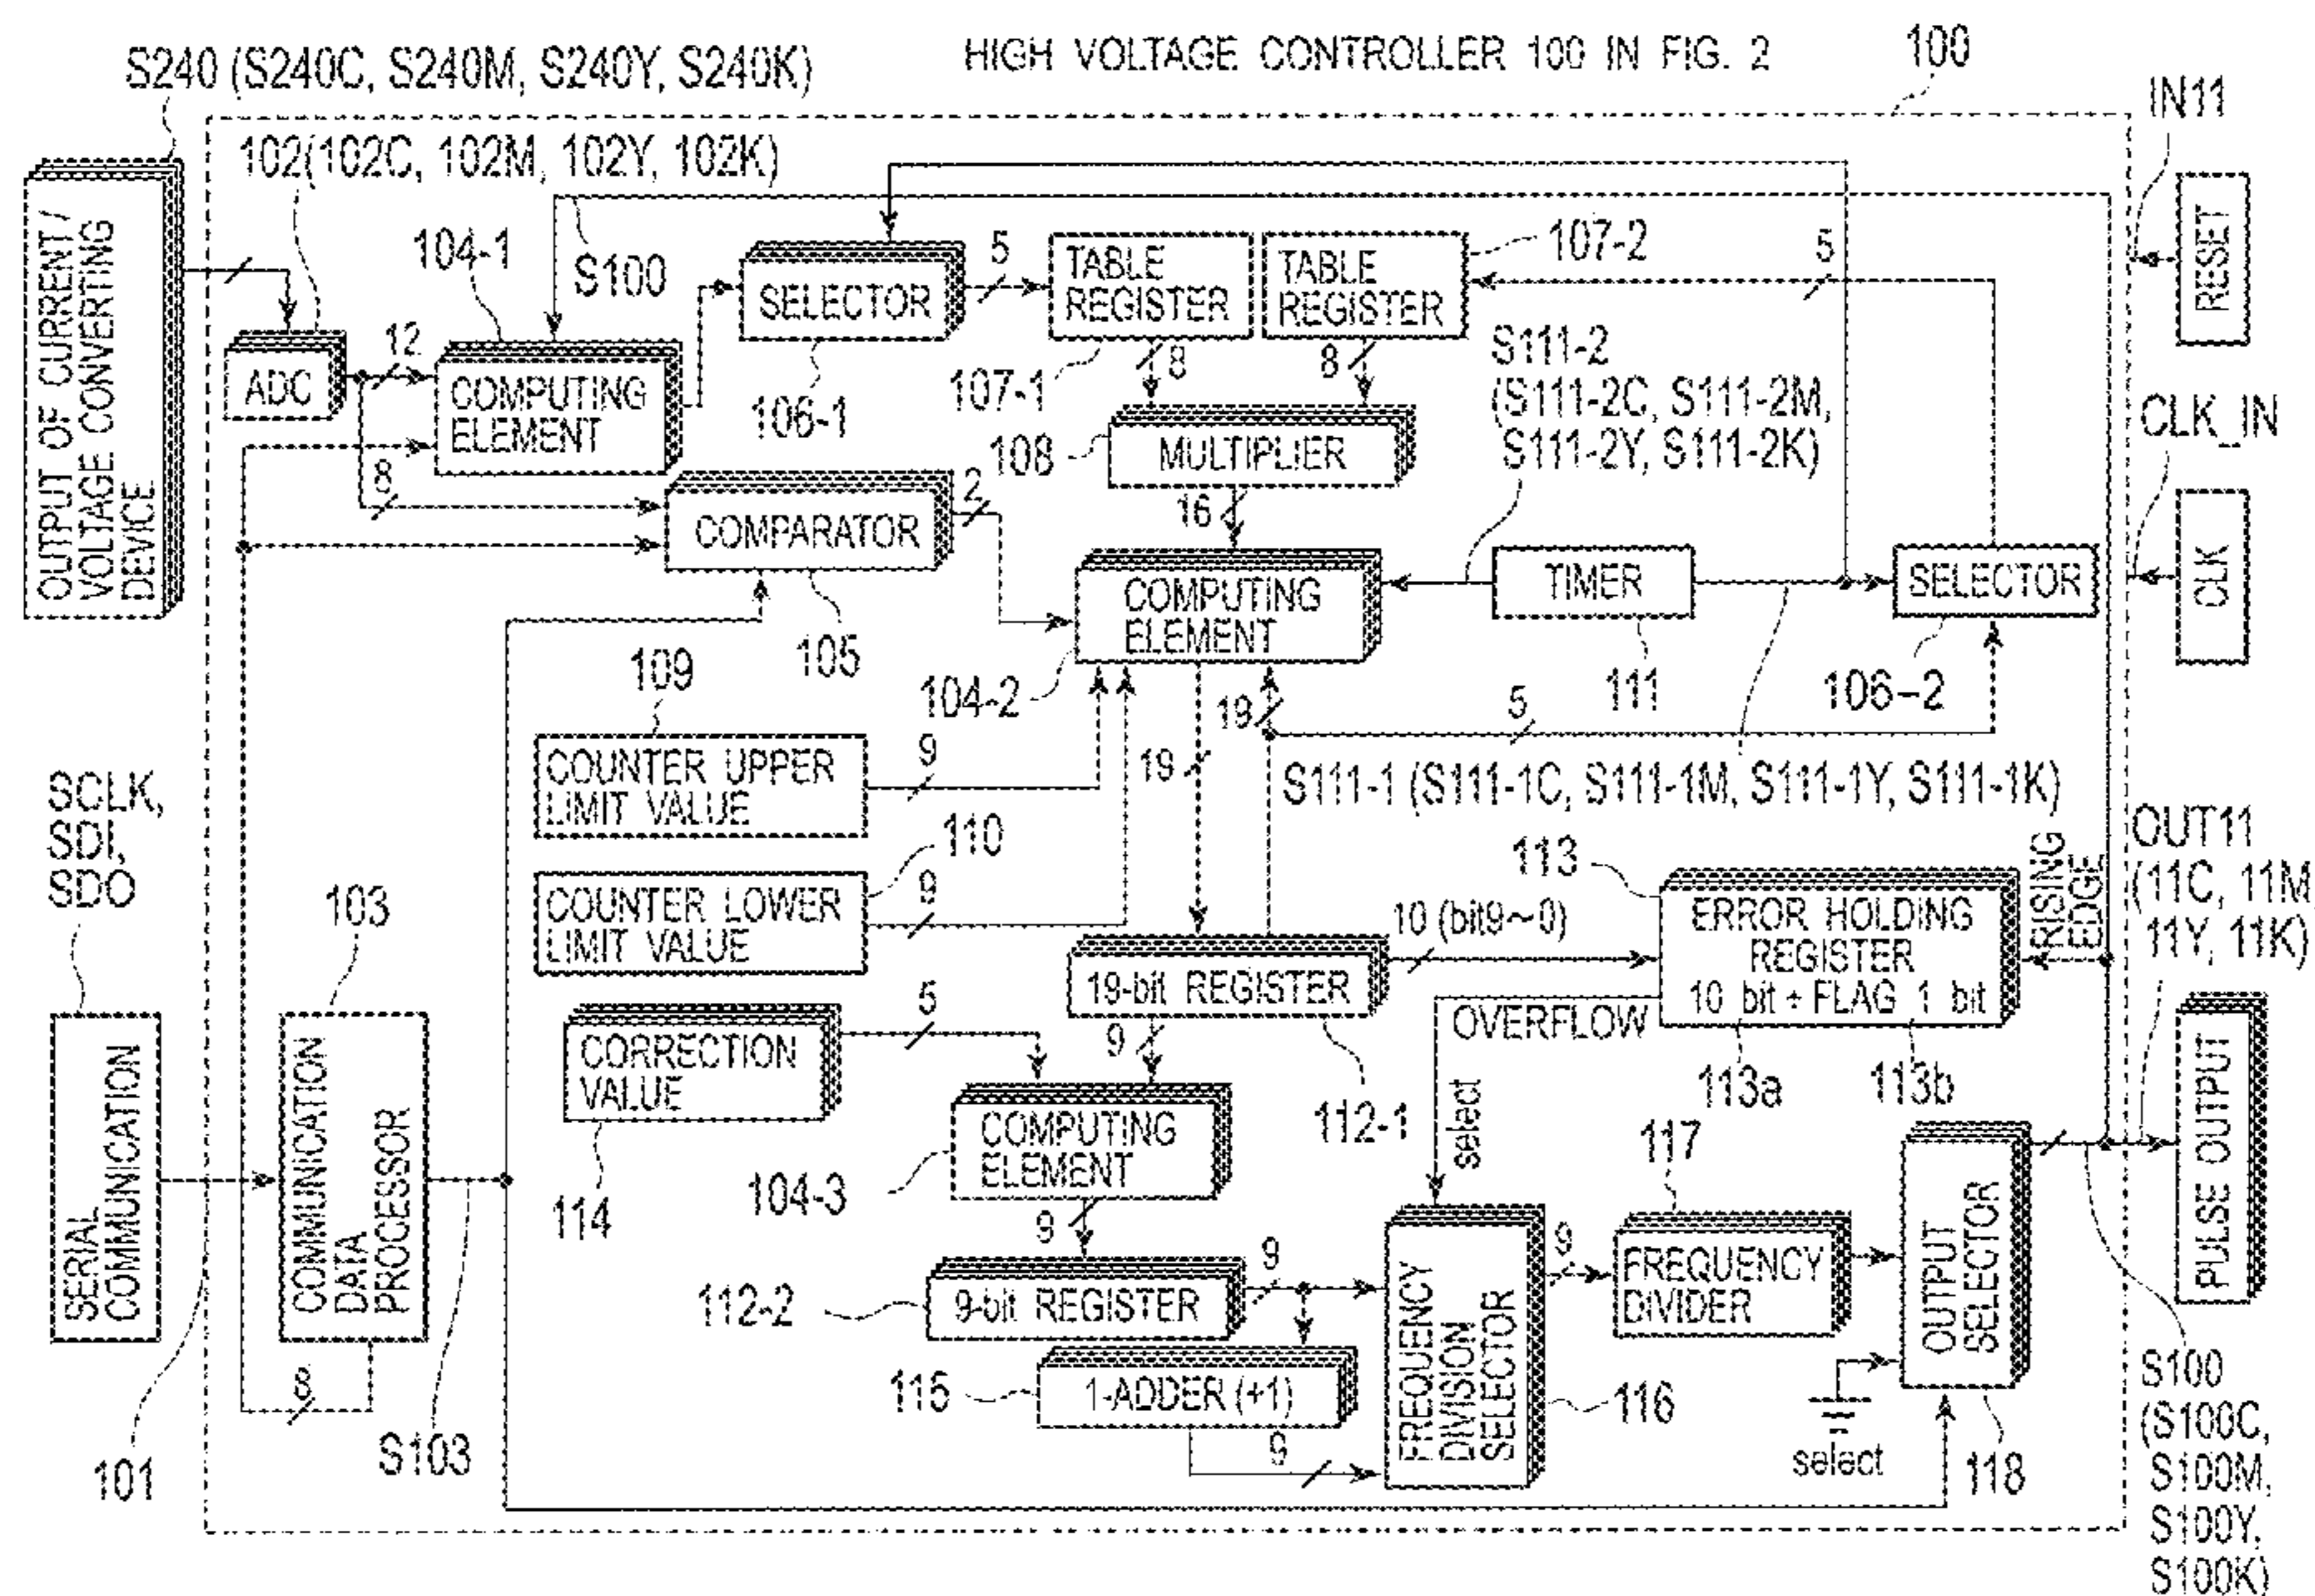 HIGH VOLTAGE CONTROLLER 100 IN FIG. 2
100
S240 (S240C, S240M, S240Y, S240K)
IN11
102(102C, 102M, 102Y, 102K)
OUTPUT OF CURRENT /
VOLTAGE CONVERTING
DEVICE
104-1
S100
ADC
12
COMPUTING
ELEMENT
8
SELECTOR
106-1
5
TABLE
REGISTER
107-1
TABLE
REGISTER
107-2
5
8
8
108
MULTIPLIER
16
S111-2
(S111-2C, S111-2M,
S111-2Y, S111-2K)
RESET
CLK_IN
CLK
COMPARATOR
2
105
COMPUTING
ELEMENT
104-2
TIMER
111
SELECTOR
106-2
109
COUNTER UPPER
LIMIT VALUE
9
19
19
5
S111-1 (S111-1C, S111-1M, S111-1Y, S111-1K)
110
COUNTER LOWER
LIMIT VALUE
9
SCLK,
SDI,
SDO
103
19-bit REGISTER
112-1
10 (bit9~0)
113
ERROR HOLDING
REGISTER
10 bit + FLAG 1 bit
113a
113b
RISING
EDGE
OUT11
(11C, 11M
11Y, 11K)
OVERFLOW
select
CORRECTION
VALUE
114
5
9
COMPUTING
ELEMENT
104-3
9
SERIAL
COMMUNICATION
COMMUNICATION
DATA
PROCESSOR
8
101
S103
9-bit REGISTER
112-2
9
1-ADDER (+1)
115
9
FREQUENCY
DIVISION
SELECTOR
116
9
117
FREQUENCY
DIVIDER
OUTPUT
SELECTOR
118
select
PULSE OUTPUT
S100
(S100C,
S100M,
S100Y,
S100K)